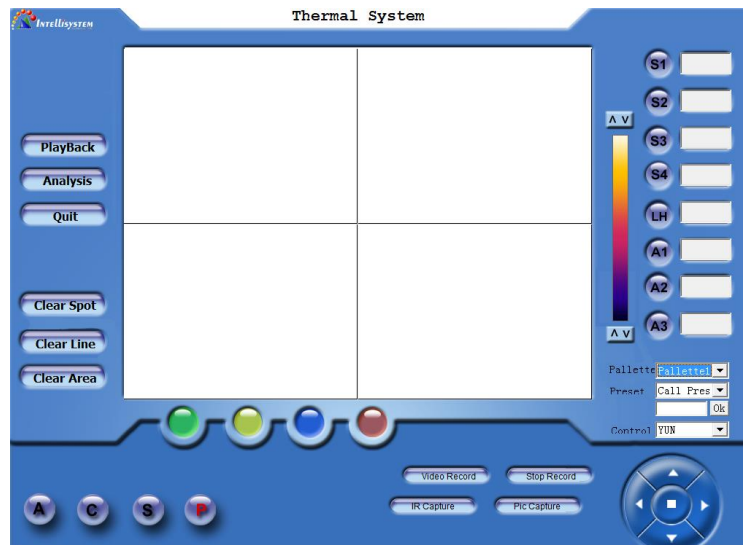 INTELLISYSTEM
Thermal System
PlayBack
Analysis
Quit
Clear Spot
Clear Line
Clear Area
S1
S2
Λ V
S3
S4
LH
A1
A2
Λ V
A3
Pallette Pallette1
Preset Call Pres
Ok
Control YUN
Video Record Stop Record
IR Capture Pic Capture
A C S P